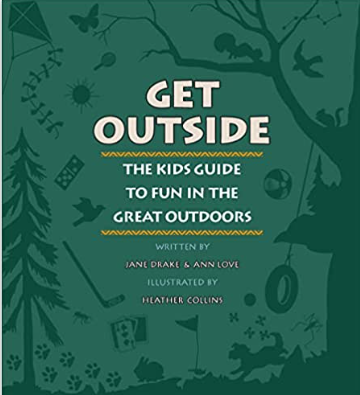 GET
OUTSIDE
THE KIDS GUIDE
TO FUN IN THE
GREAT OUTDOORS
WRITTEN BY
JANE DRAKE & ANN LOVE
ILLUSTRATED BY
HEATHER COLLINS